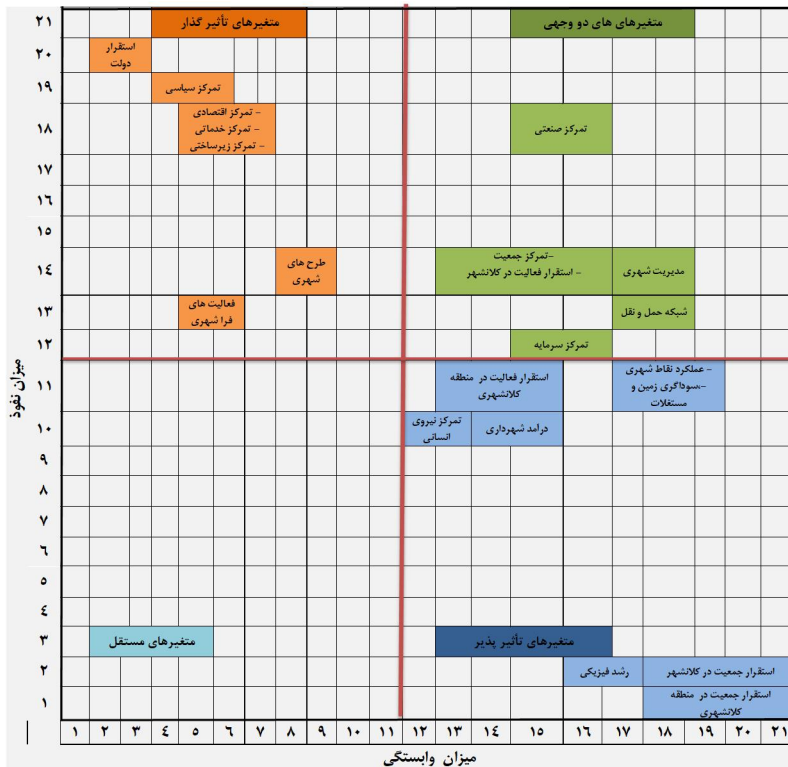 ۲۱ متغیرهای تأثیر گذار متغیرهای های دو وجهی
۲۰ استقرار
دولت
۱۹ تمرکز سیاسی
- تمرکز اقتصادی
۱۸ - تمرکز خدماتی تمرکز صنعتی
- تمرکز زیرساختی
۱۷
۱۶
۱۵
طرح های -تمرکز جمعیت
۱۴ شهری - استقرار فعالیت در کلانشهر مدیریت شهری
۱۳ فعالیت های شبکه حمل و نقل
فرا شهری
۱۲ تمرکز سرمایه
استقرار فعالیت در منطقه - عملکرد نقاط شهری
۱۱ کلانشهری -سوداگری زمین و
مستغلات
۱۰ تمرکز نیروی درآمد شهرداری
انسانی
۹
۸
۷
۶
۵
۴
۳ متغیرهای مستقل متغیرهای تأثیر پذیر
۲ رشد فیزیکی استقرار جمعیت در کلانشهر
۱ استقرار جمعیت در منطقه
کلانشهری
۱ ۲ ۳ ۴ ۵ ۶ ۷ ۸ ۹ ۱۰ ۱۱ ۱۲ ۱۳ ۱۴ ۱۵ ۱۶ ۱۷ ۱۸ ۱۹ ۲۰ ۲۱
میزان نفوذ
میزان وابستگی